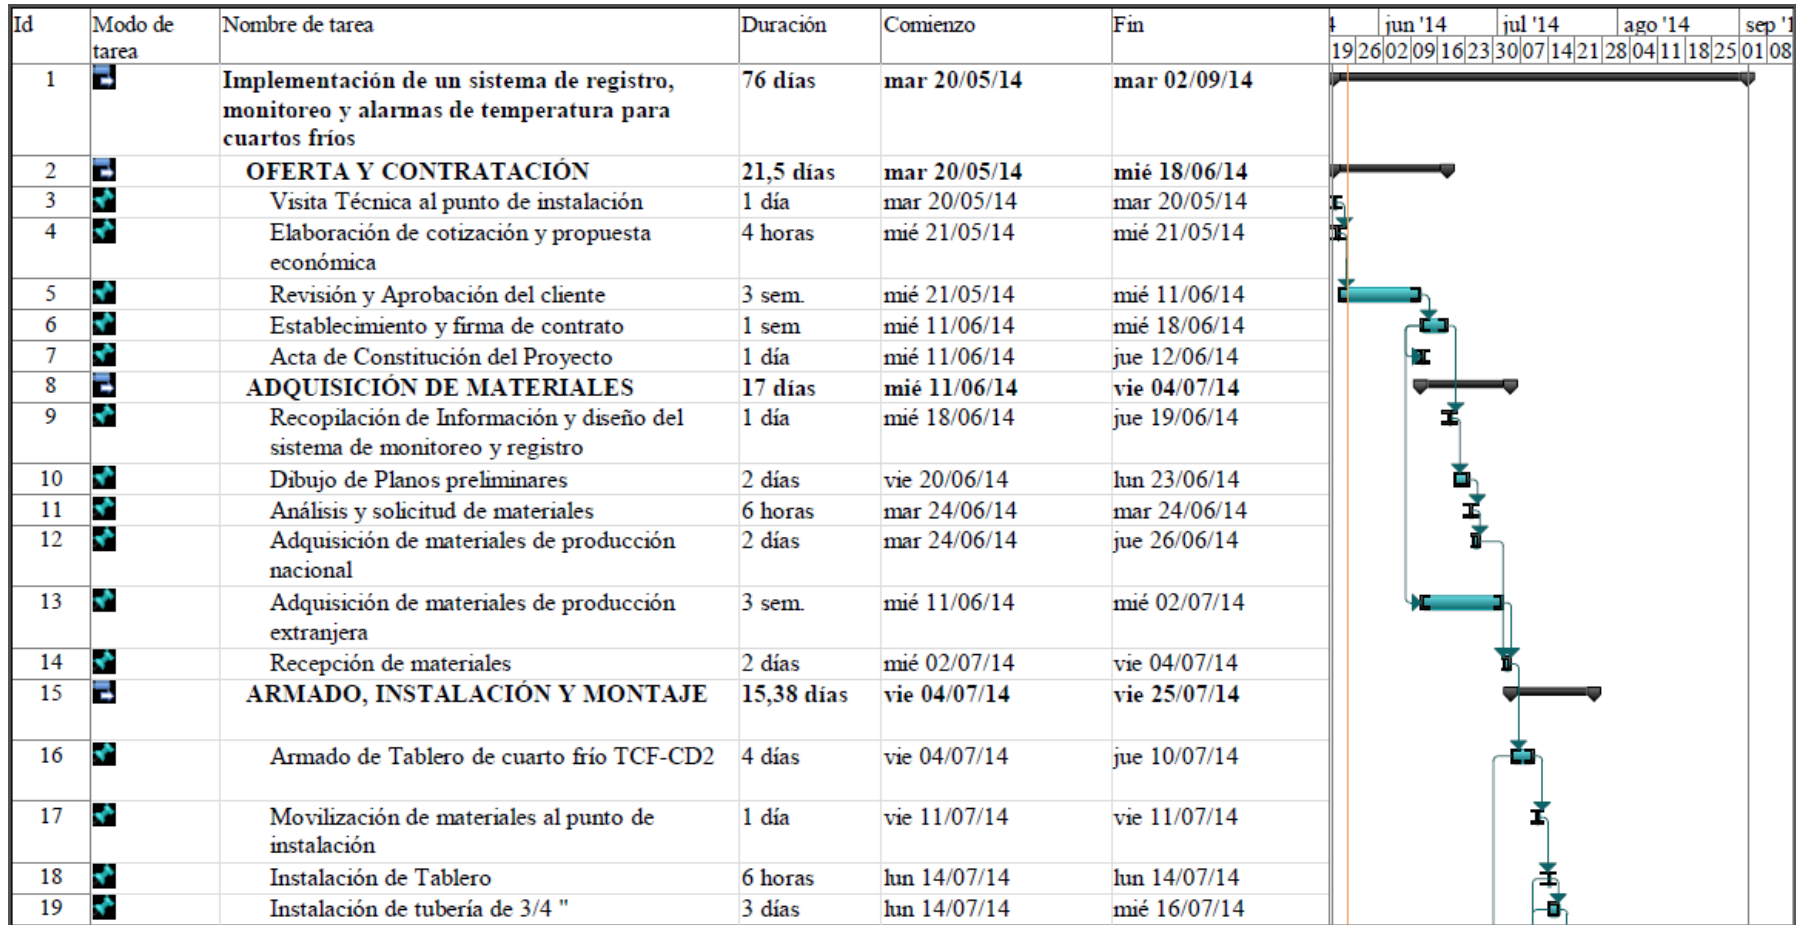 Id Modo de tarea Nombre de tarea Duración Comienzo Fin 4 jun '14 jul '14 ago '14 sep '1
19 26 02 09 16 23 30 07 14 21 28 04 11 18 25 01 08
1 Implementación de un sistema de registro, 76 días mar 20/05/14 mar 02/09/14
monitoreo y alarmas de temperatura para
cuartos fríos
2 OFERTA Y CONTRATACIÓN 21,5 días mar 20/05/14 mié 18/06/14
3 Visita Técnica al punto de instalación 1 día mar 20/05/14 mar 20/05/14
4 Elaboración de cotización y propuesta 4 horas mié 21/05/14 mié 21/05/14
económica
5 Revisión y Aprobación del cliente 3 sem. mié 21/05/14 mié 11/06/14
6 Establecimiento y firma de contrato 1 sem mié 11/06/14 mié 18/06/14
7 Acta de Constitución del Proyecto 1 día mié 11/06/14 jue 12/06/14
8 ADQUISICIÓN DE MATERIALES 17 días mié 11/06/14 vie 04/07/14
9 Recopilación de Información y diseño del 1 día mié 18/06/14 jue 19/06/14
sistema de monitoreo y registro
10 Dibujo de Planos preliminares 2 días vie 20/06/14 lun 23/06/14
11 Análisis y solicitud de materiales 6 horas mar 24/06/14 mar 24/06/14
12 Adquisición de materiales de producción 2 días mar 24/06/14 jue 26/06/14
nacional
13 Adquisición de materiales de producción 3 sem. mié 11/06/14 mié 02/07/14
extranjera
14 Recepción de materiales 2 días mié 02/07/14 vie 04/07/14
15 ARMADO, INSTALACIÓN Y MONTAJE 15,38 días vie 04/07/14 vie 25/07/14
16 Armado de Tablero de cuarto frío TCF-CD2 4 días vie 04/07/14 jue 10/07/14
17 Movilización de materiales al punto de 1 día vie 11/07/14 vie 11/07/14
instalación
18 Instalación de Tablero 6 horas lun 14/07/14 lun 14/07/14
19 Instalación de tubería de 3/4 " 3 días lun 14/07/14 mié 16/07/14